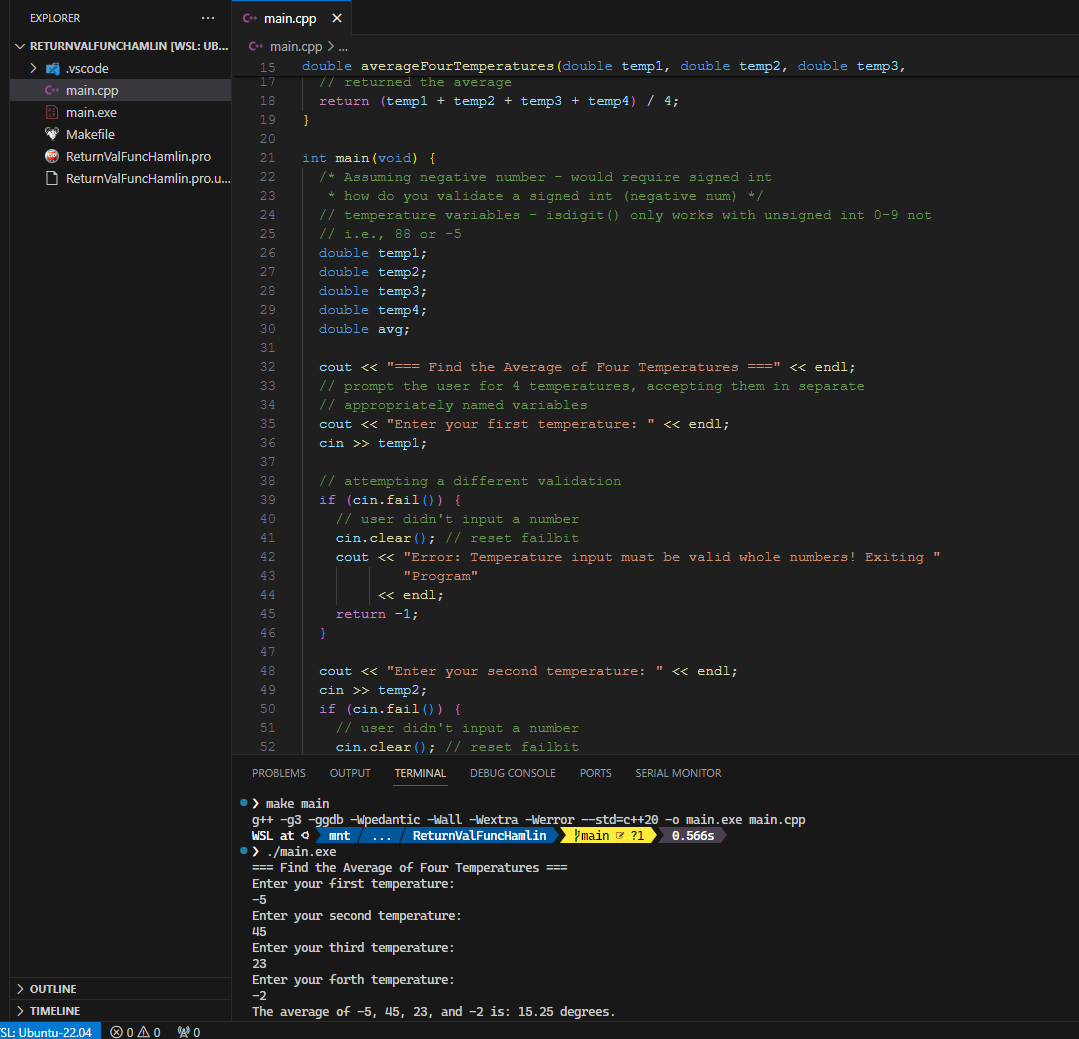 EXPLORER ...
RETURNVALFUNCHAMLIN [WSL: UB...
.vscode
main.cpp
main.exe
Makefile
ReturnValFuncHamlin.pro
ReturnValFuncHamlin.pro.u...
OUTLINE
TIMELINE
main.cpp
main.cpp > ...
15 double averageFourTemperatures(double temp1, double temp2, double temp3,
17 // returned the average
18 return (temp1 + temp2 + temp3 + temp4) / 4;
19 }
20
21 int main(void) {
22 /* Assuming negative number - would require signed int
23 * how do you validate a signed int (negative num) */
24 // temperature variables - isdigit() only works with unsigned int 0-9 not
25 // i.e., 88 or -5
26 double temp1;
27 double temp2;
28 double temp3;
29 double temp4;
30 double avg;
31
32 cout << "=== Find the Average of Four Temperatures ===" << endl;
33 // prompt the user for 4 temperatures, accepting them in separate
34 // appropriately named variables
35 cout << "Enter your first temperature: " << endl;
36 cin >> temp1;
37
38 // attempting a different validation
39 if (cin.fail()) {
40 // user didn't input a number
41 cin.clear(); // reset failbit
42 cout << "Error: Temperature input must be valid whole numbers! Exiting "
43 "Program"
44 << endl;
45 return -1;
46 }
47
48 cout << "Enter your second temperature: " << endl;
49 cin >> temp2;
50 if (cin.fail()) {
51 // user didn't input a number
52 cin.clear(); // reset failbit
PROBLEMS OUTPUT TERMINAL DEBUG CONSOLE PORTS SERIAL MONITOR
❯ make main
g++ -g3 -ggdb -Wpedantic -Wall -Wextra -Werror --std=c++20 -o main.exe main.cpp
WSL at mnt ... ReturnValFuncHamlin main ?1 0.566s
❯ ./main.exe
=== Find the Average of Four Temperatures ===
Enter your first temperature:
-5
Enter your second temperature:
45
Enter your third temperature:
23
Enter your forth temperature:
-2
The average of -5, 45, 23, and -2 is: 15.25 degrees.
SL: Ubuntu-22.04 0 0 0